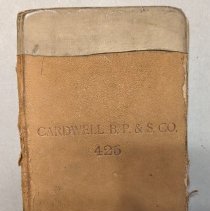 CARDWELL B. P. & S. CO.
425